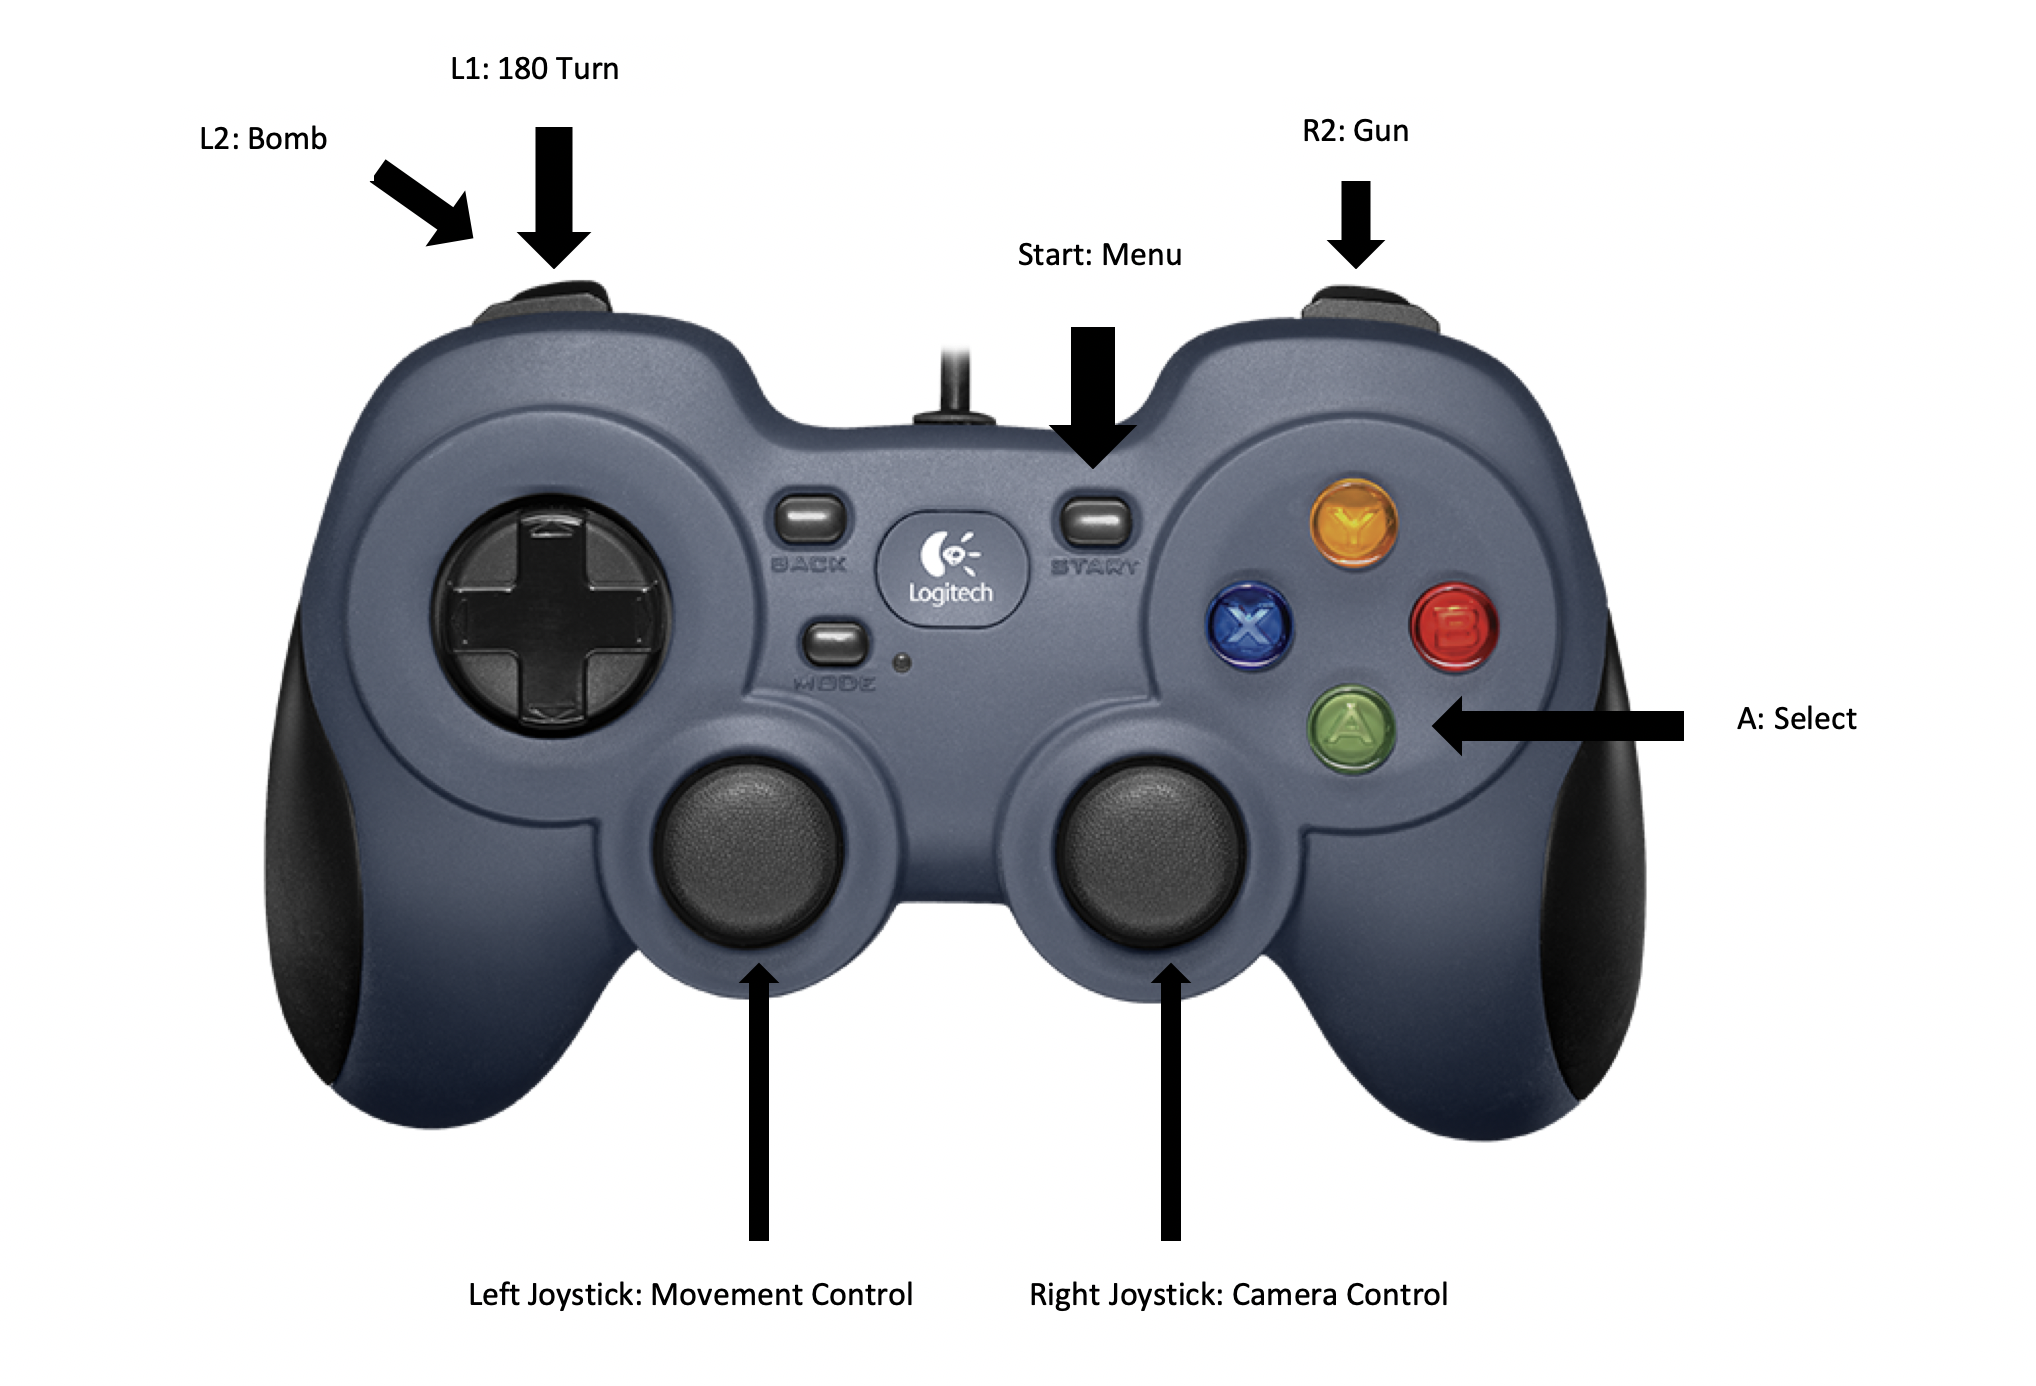 L1: 180 Turn
L2: Bomb
R2: Gun
Start: Menu
Y
BACK
START
Logitech
X
B
MODE
A
A: Select
Left Joystick: Movement Control
Right Joystick: Camera Control